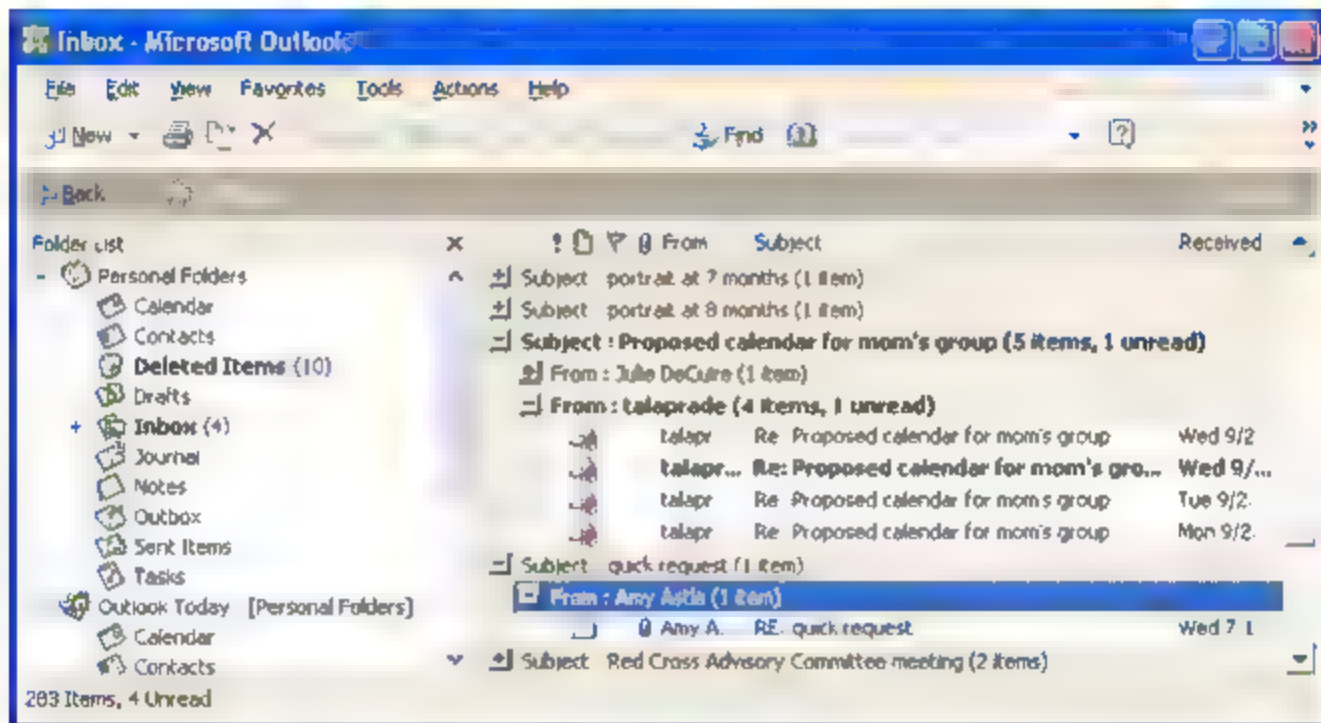 Inbox - Microsoft Outlook
File Edit View Favorites Tools Actions Help
New Find
Back
Folder List
Personal Folders
Calendar
Contacts
Deleted Items (10)
Drafts
Inbox (4)
Journal
Notes
Outbox
Sent Items
Tasks
Outlook Today [Personal Folders]
Calendar
Contacts
283 Items, 4 Unread
! From Subject Received
Subject portrait at 7 months (1 item)
Subject portrait at 8 months (1 item)
Subject : Proposed calendar for mom's group (5 items, 1 unread)
From : Julie (1 item)
From : talaprade (4 items, 1 unread)
talapr Re Proposed calendar for mom's group Wed 9/2
talapr... Re: Proposed calendar for mom's gro... Wed 9/...
talapr Re Proposed calendar for mom's group Tue 9/2.
talapr Re Proposed calendar for mom's group Mon 9/2.
Subject quick request (1 item)
From : Amy (1 item)
Amy A. RE. quick request Wed 7 1
Subject Red Cross Advisory Committee meeting (2 items)